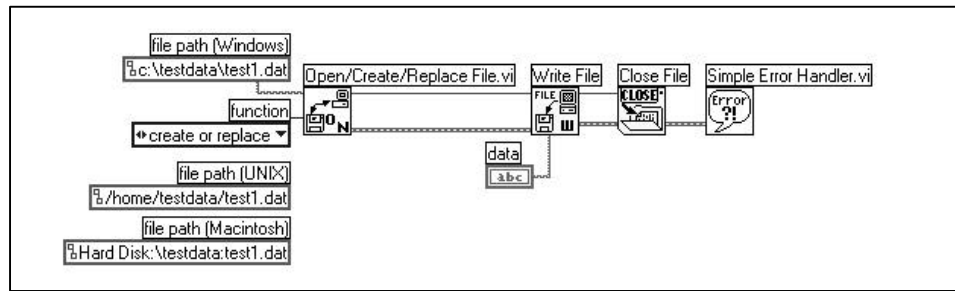 file path (Windows)
c:\testdata\test1.dat
Open/Create/Replace File.vi
Write File
Close File
Simple Error Handler.vi
function
create or replace
FILE
W
CLOSE
Error
?!
O
N
data
abc
file path (UNIX)
/home/testdata/test1.dat
file path (Macintosh)
Hard Disk:\testdata:test1.dat